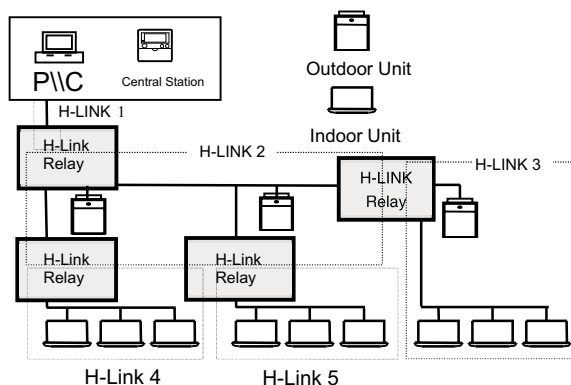 P\\C
Central Station
Outdoor Unit
H-LINK 1
Indoor Unit
H-Link
Relay
H-LINK 2
H-LINK
Relay
H-LINK 3
H-Link
Relay
H-Link
Relay
H-Link 4
H-Link 5